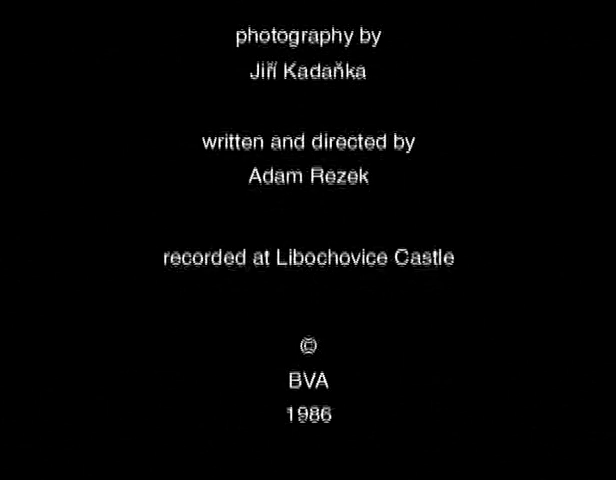 photography by
Jiří Kadaňka
written and directed by
Adam Rezek
recorded at Libochovice Castle
©
BVA
1986